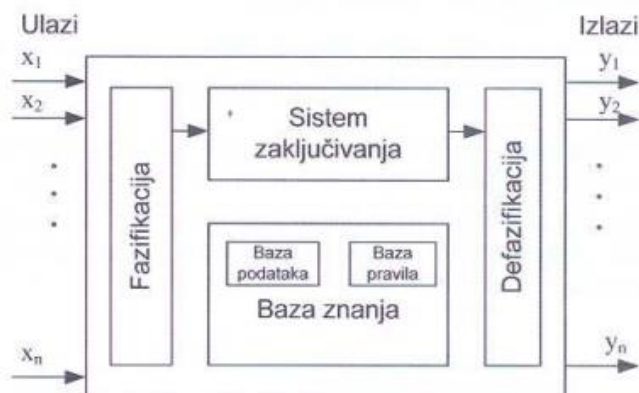 Ulazi
Izlazi
x1
y1
x2
y2
Sistem
zaključivanja
Fazifikacija
Defazifikacija
Baza
podataka
Baza
pravila
Baza znanja
xn
yn